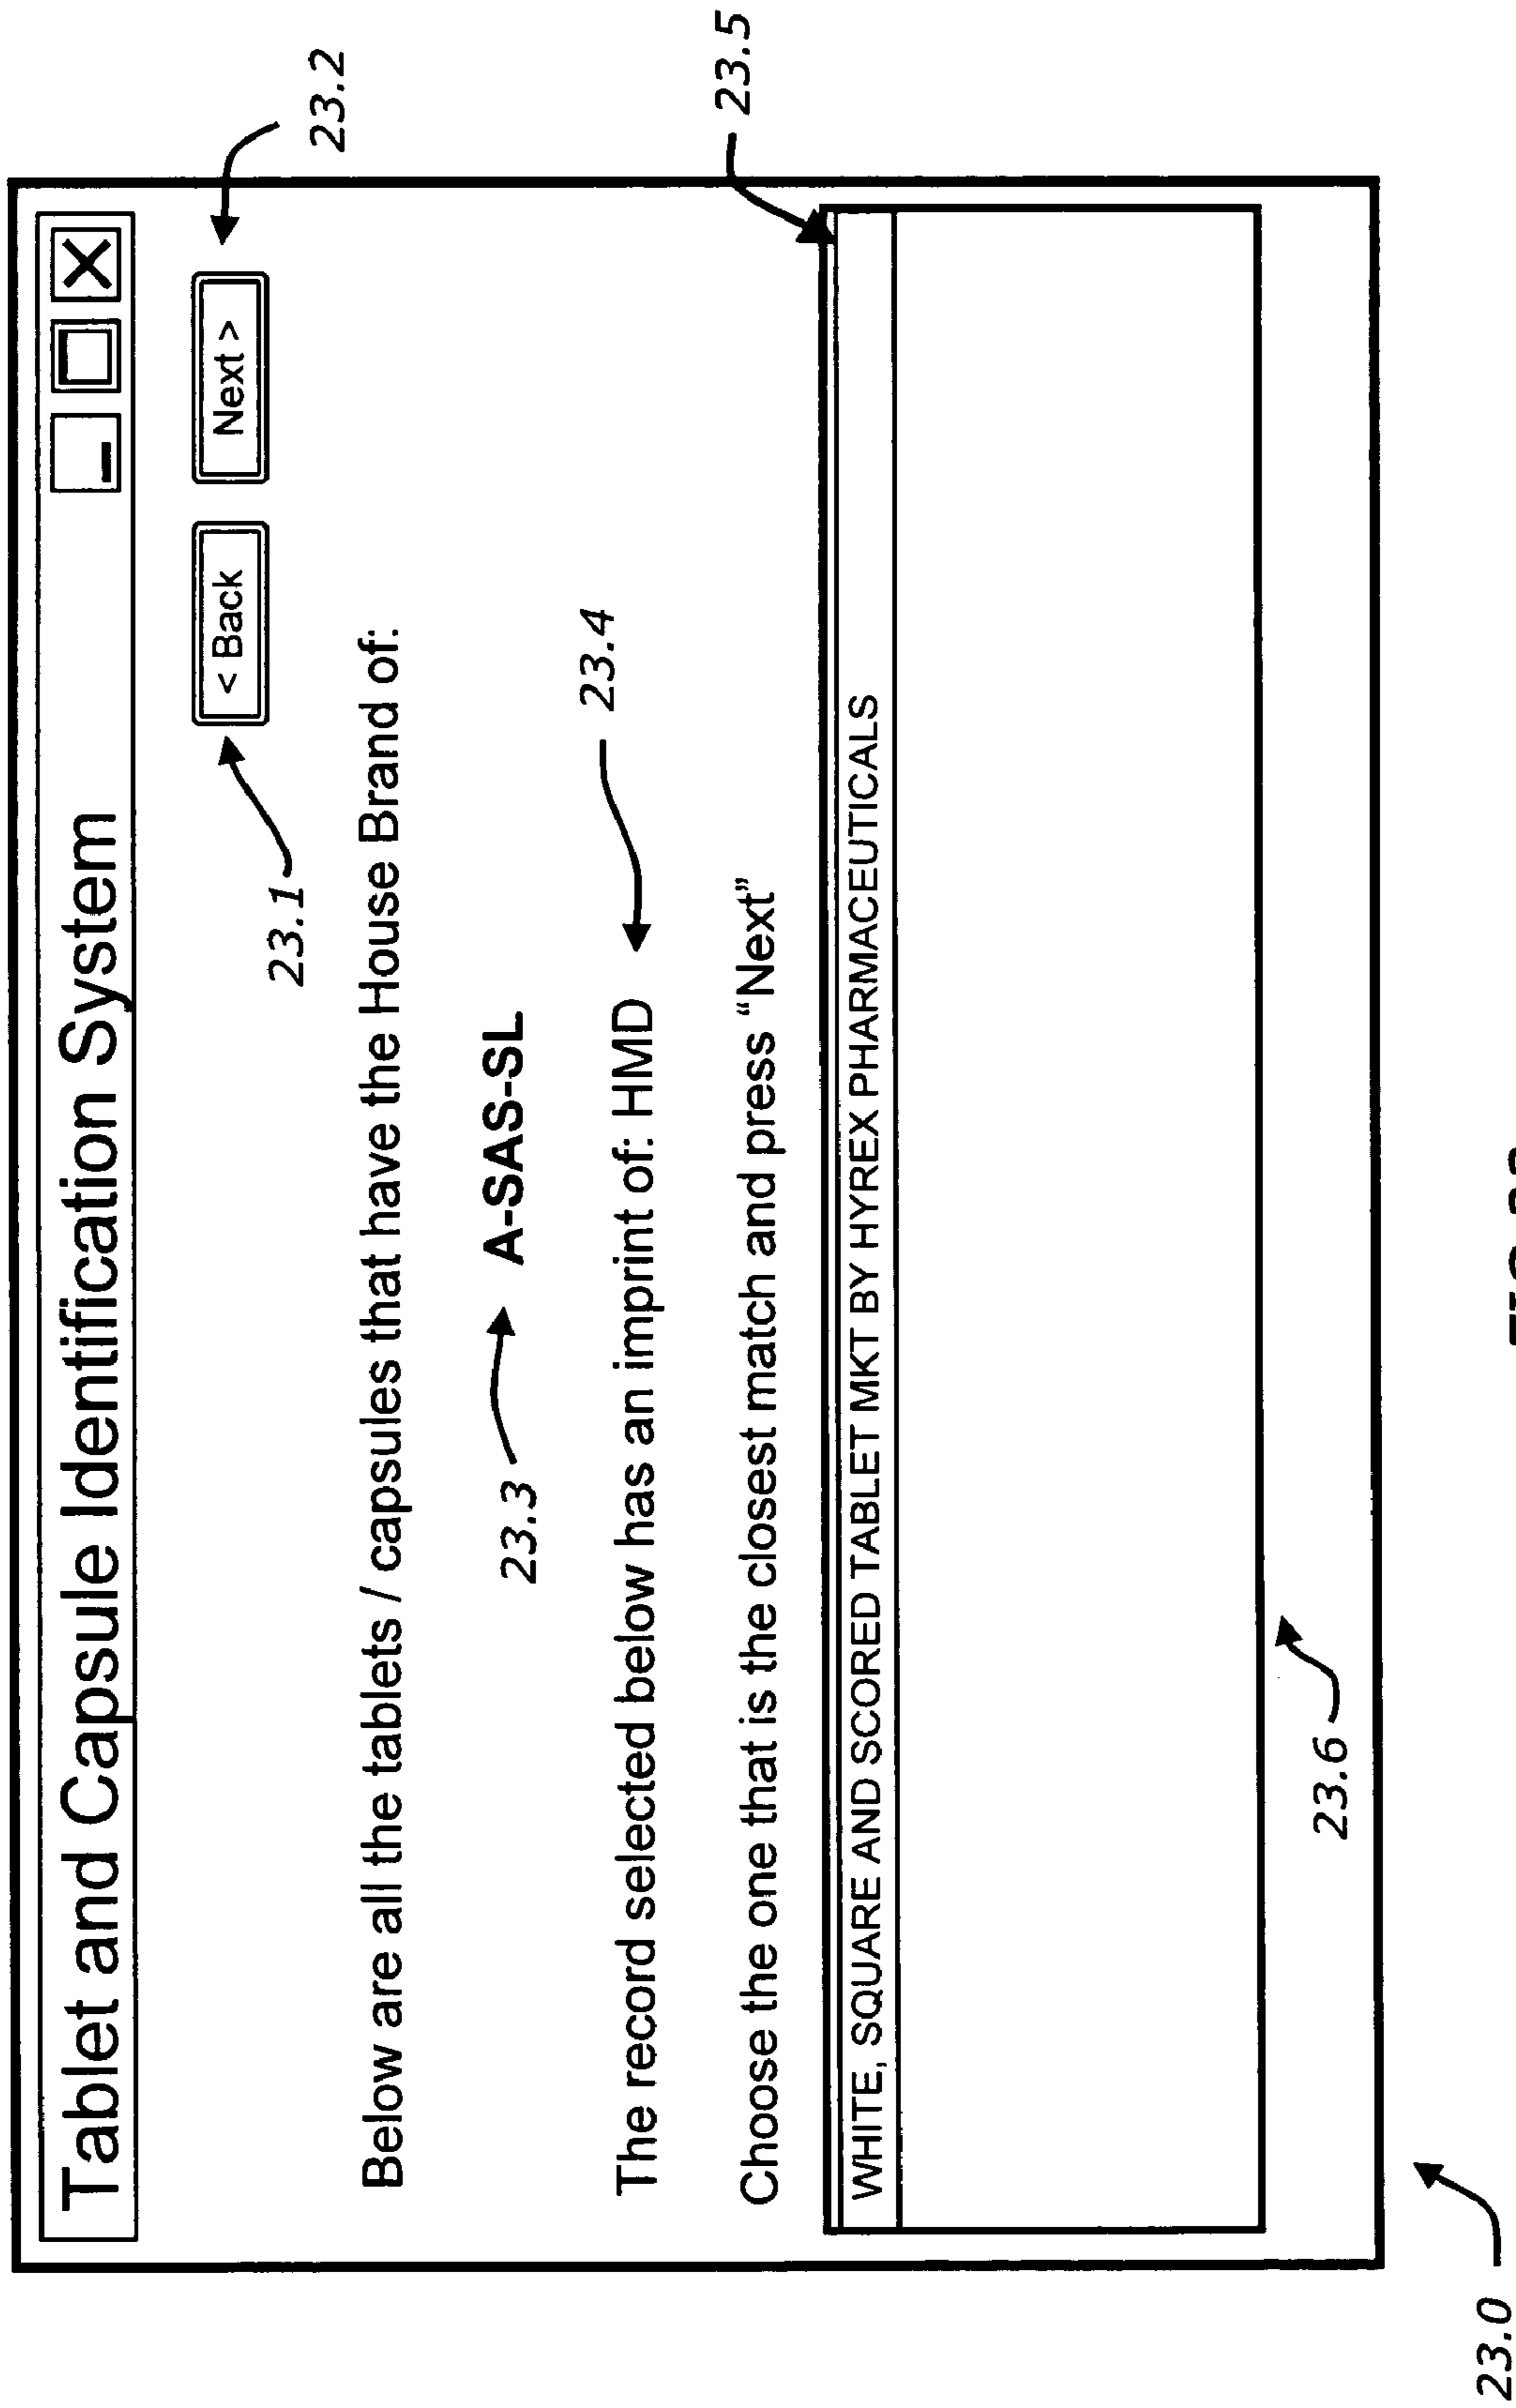 Tablet and Capsule Identification System
23.1
< Back
Next >
23.2
Below are all the tablets / capsules that have the House Brand of:
23.3
A-SAS-SL
The record selected below has an imprint of: HMD
23.4
Choose the one that is the closest match and press “Next”
23.5
WHITE, SQUARE AND SCORED TABLET MKT BY HYREX PHARMACEUTICALS
23.6
23.0